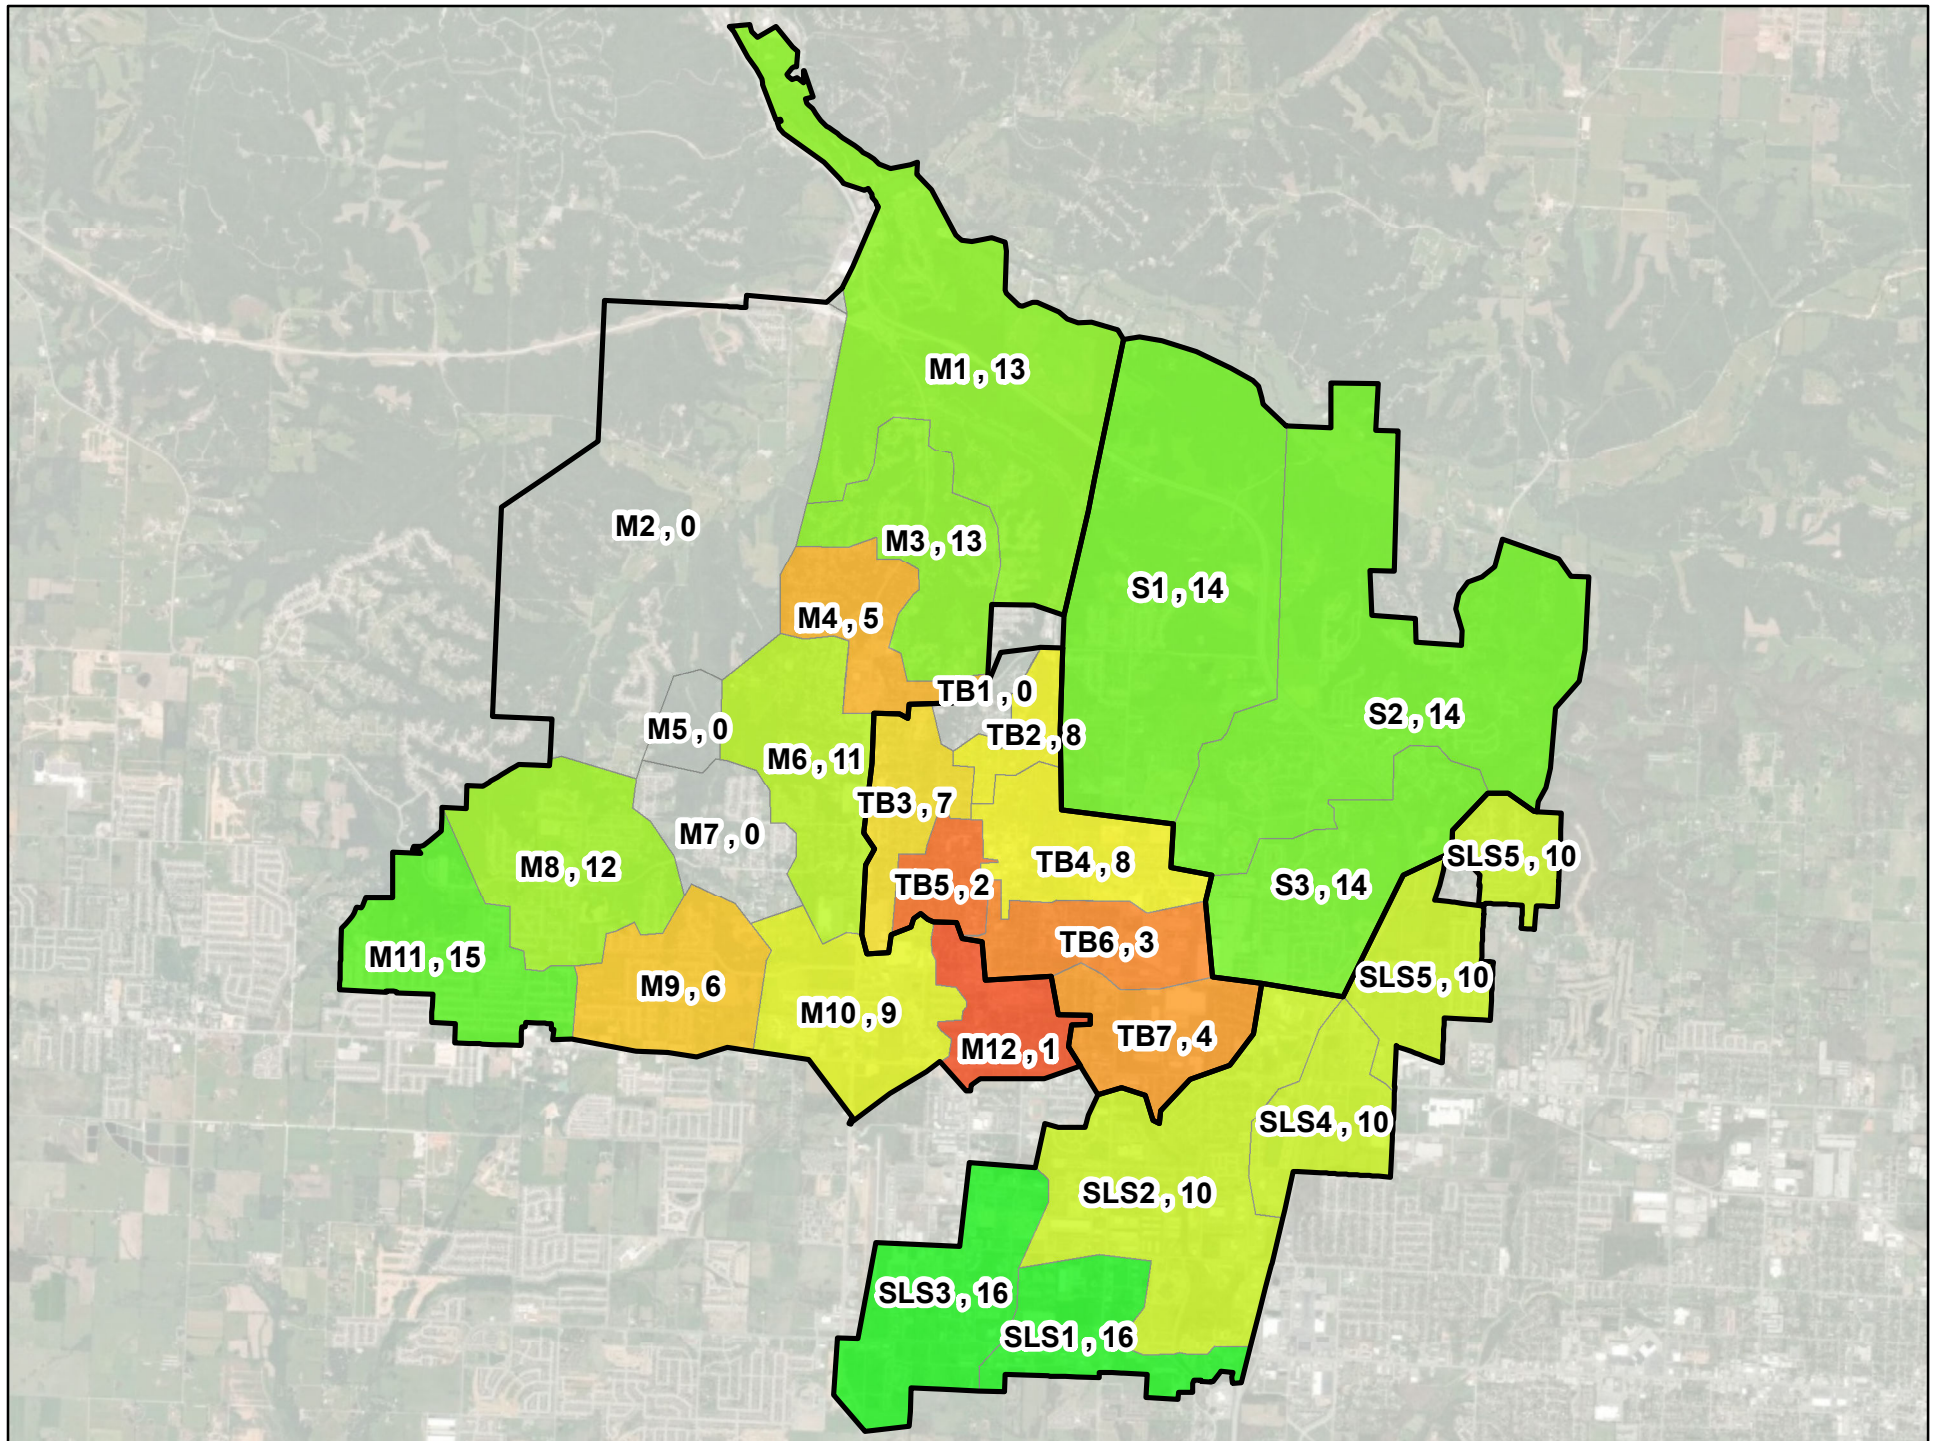 M1 , 13
M2 , 0
M3 , 13
S1 , 14
M4 , 5
TB1 , 0
S2 , 14
M5 , 0
TB2 , 8
M6 , 11
TB3 , 7
M7 , 0
SLS5 , 10
TB4 , 8
M8 , 12
TB5 , 2
S3 , 14
TB6 , 3
M11 , 15
SLS5 , 10
M9 , 6
M10 , 9
TB7 , 4
M12 , 1
SLS4 , 10
SLS2 , 10
SLS3 , 16
SLS1 , 16